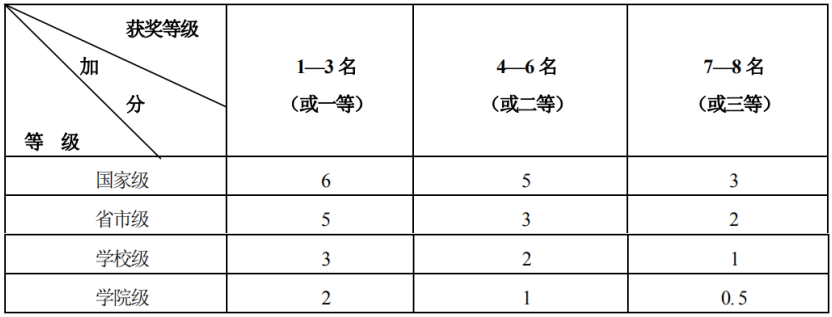 获奖等级
加
分
等 级
1—3 名
（或一等）
4—6 名
（或二等）
7—8 名
（或三等）
国家级 6 5 3
省市级 5 3 2
学校级 3 2 1
学院级 2 1 0.5